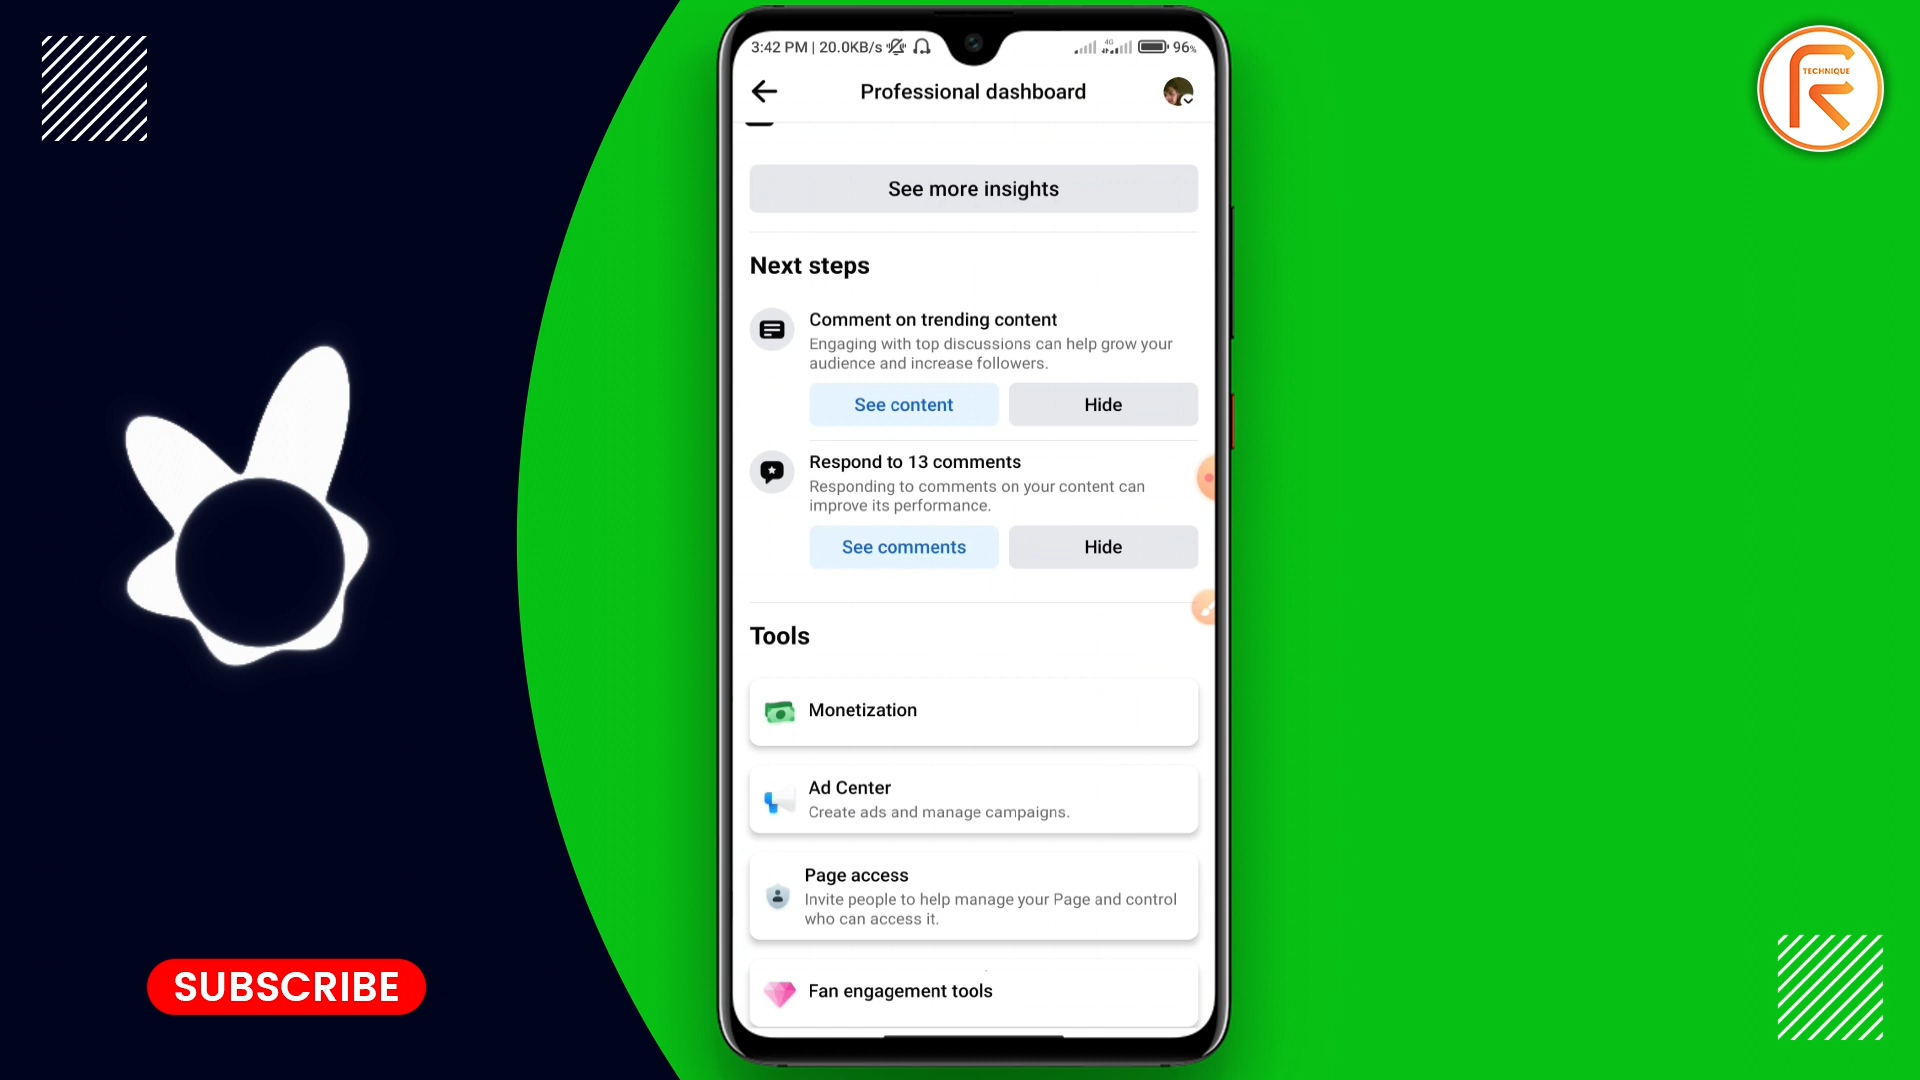 3:42 PM | 20.0KB/s 4G 96%
TECHNIQUE
Professional dashboard
See more insights
Next steps
Comment on trending content
Engaging with top discussions can help grow your
audience and increase followers.
See content Hide
Respond to 13 comments
Responding to comments on your content can
improve its performance.
See comments Hide
Tools
Monetization
Ad Center
Create ads and manage campaigns.
Page access
Invite people to help manage your Page and control
who can access it.
Fan engagement tools
SUBSCRIBE